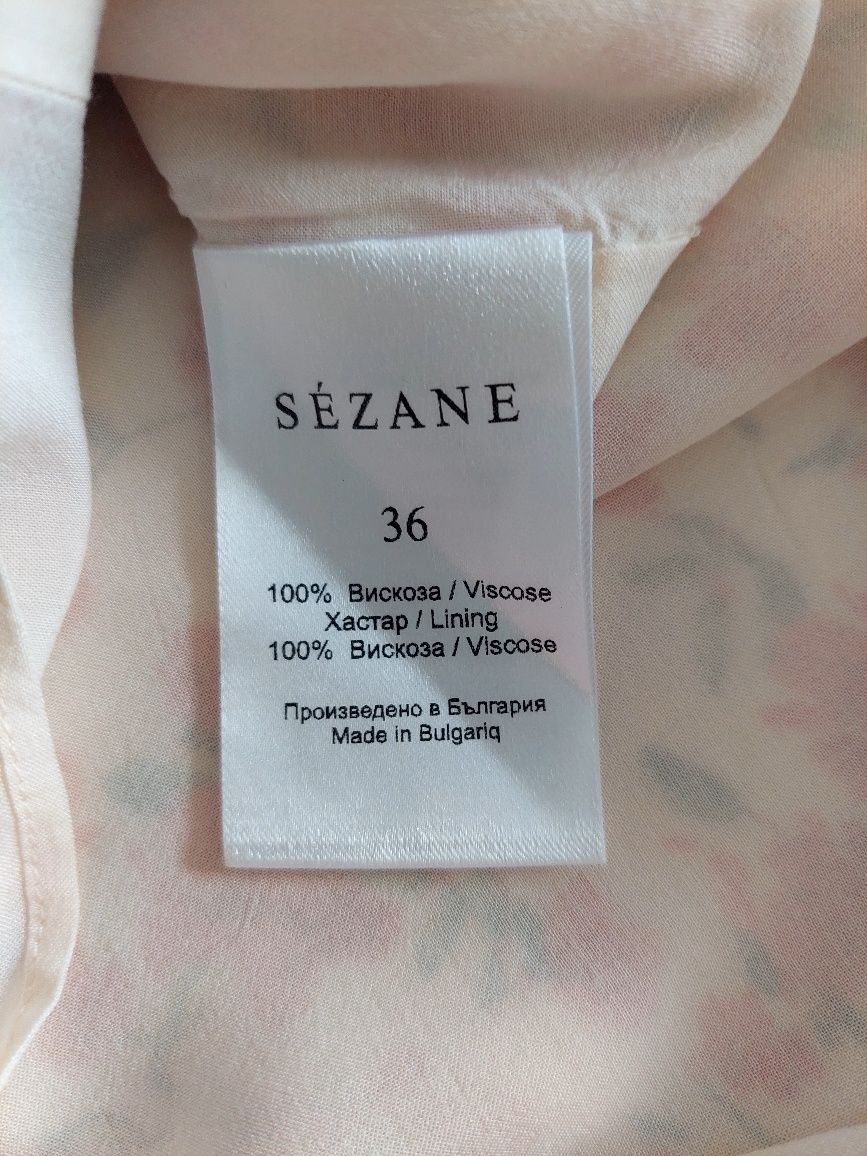 SÉZANE
36
100% Вискоза / Viscose
Хастар / Lining
100% Вискоза / Viscose
Произведено в България
Made in Bulgariq